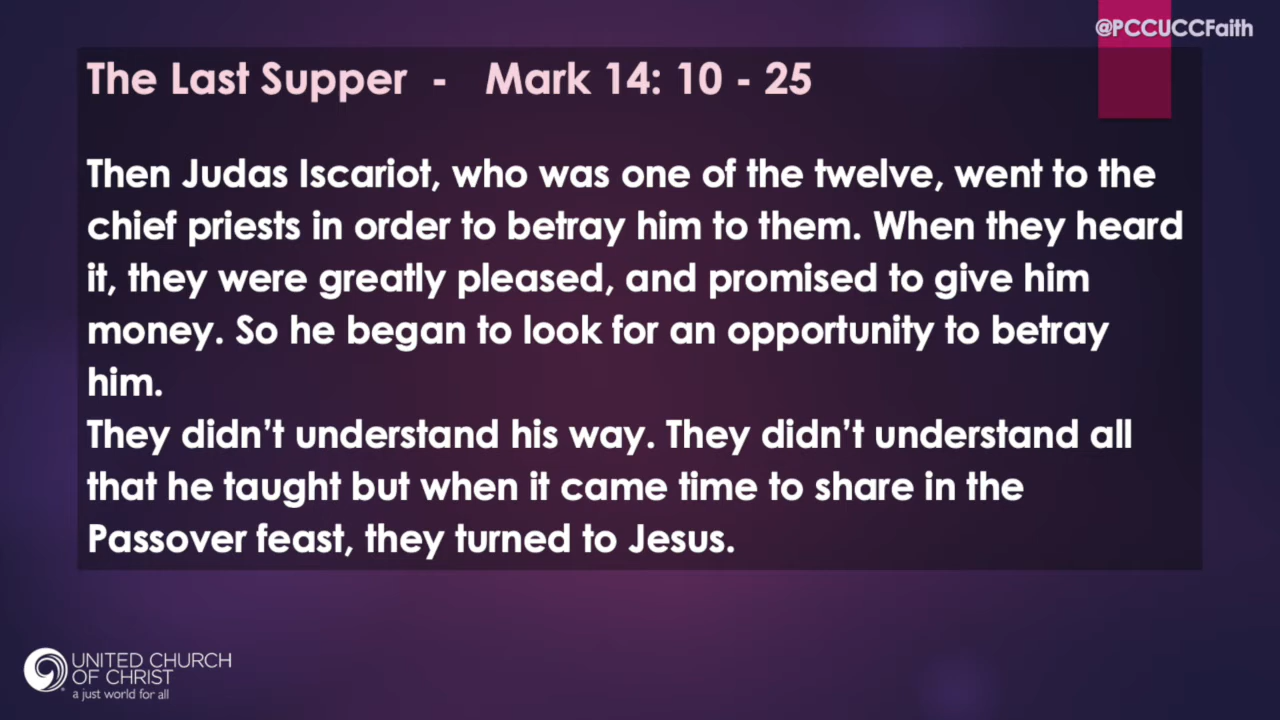 @PCCUCCFaith
The Last Supper - Mark 14: 10 - 25
Then Judas Iscariot, who was one of the twelve, went to the
chief priests in order to betray him to them. When they heard
it, they were greatly pleased, and promised to give him
money. So he began to look for an opportunity to betray
him.
They didn’t understand his way. They didn’t understand all
that he taught but when it came time to share in the
Passover feast, they turned to Jesus.
UNITED CHURCH
OF CHRIST
a just world for all